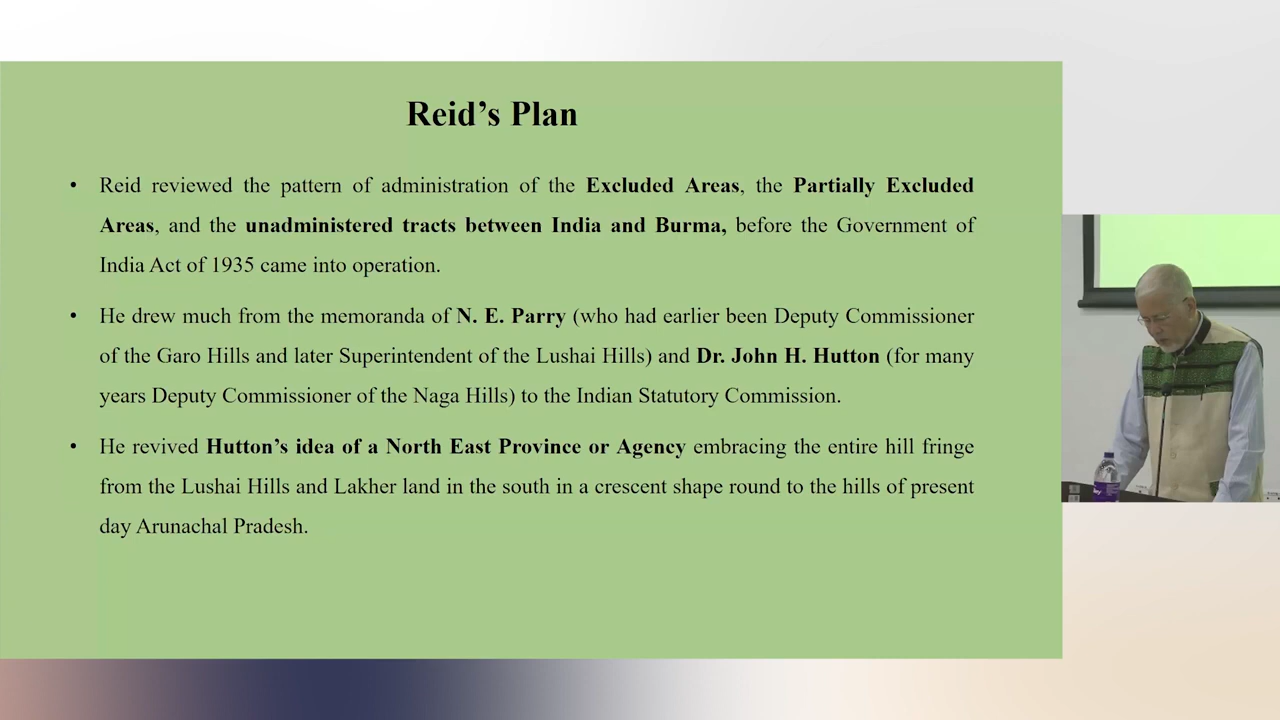 Reid’s Plan
• Reid reviewed the pattern of administration of the Excluded Areas, the Partially Excluded
Areas, and the unadministered tracts between India and Burma, before the Government of
India Act of 1935 came into operation.
• He drew much from the memoranda of N. E. Parry (who had earlier been Deputy Commissioner
of the Garo Hills and later Superintendent of the Lushai Hills) and Dr. John H. Hutton (for many
years Deputy Commissioner of the Naga Hills) to the Indian Statutory Commission.
• He revived Hutton’s idea of a North East Province or Agency embracing the entire hill fringe
from the Lushai Hills and Lakher land in the south in a crescent shape round to the hills of present
day Arunachal Pradesh.